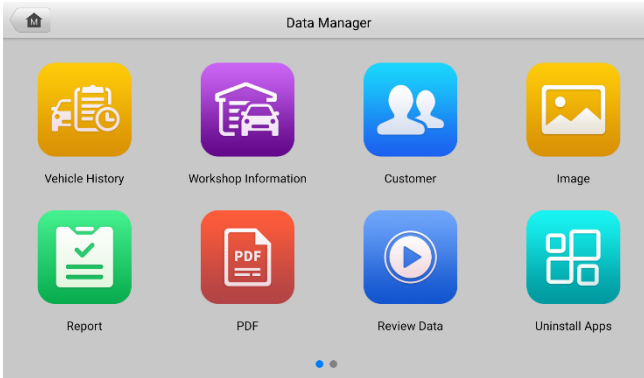 M
Data Manager
Vehicle History
Workshop Information
Customer
Image
PDF
Report
PDF
Review Data
Uninstall Apps